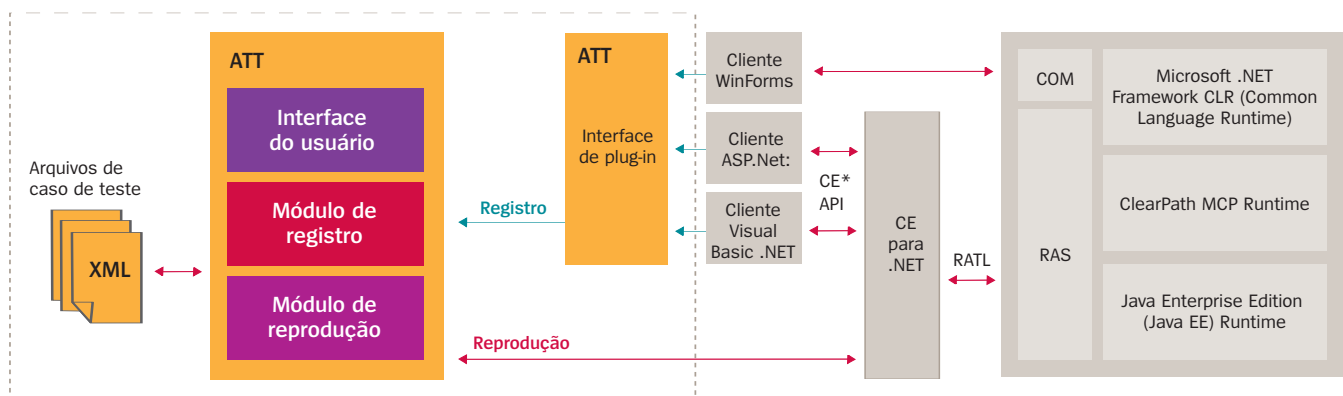 Arquivos de
caso de teste
XML
ATT
Interface
do usuário
Módulo de
registro
Módulo de
reprodução
Registro
Reprodução
ATT
Interface
de plug-in
Cliente
WinForms
Cliente
ASP.Net:
Cliente
Visual
Basic .NET
CE*
API
CE
para
.NET
RATL
COM
RAS
Microsoft .NET
Framework CLR (Common
Language Runtime)
ClearPath MCP Runtime
Java Enterprise Edition
(Java EE) Runtime